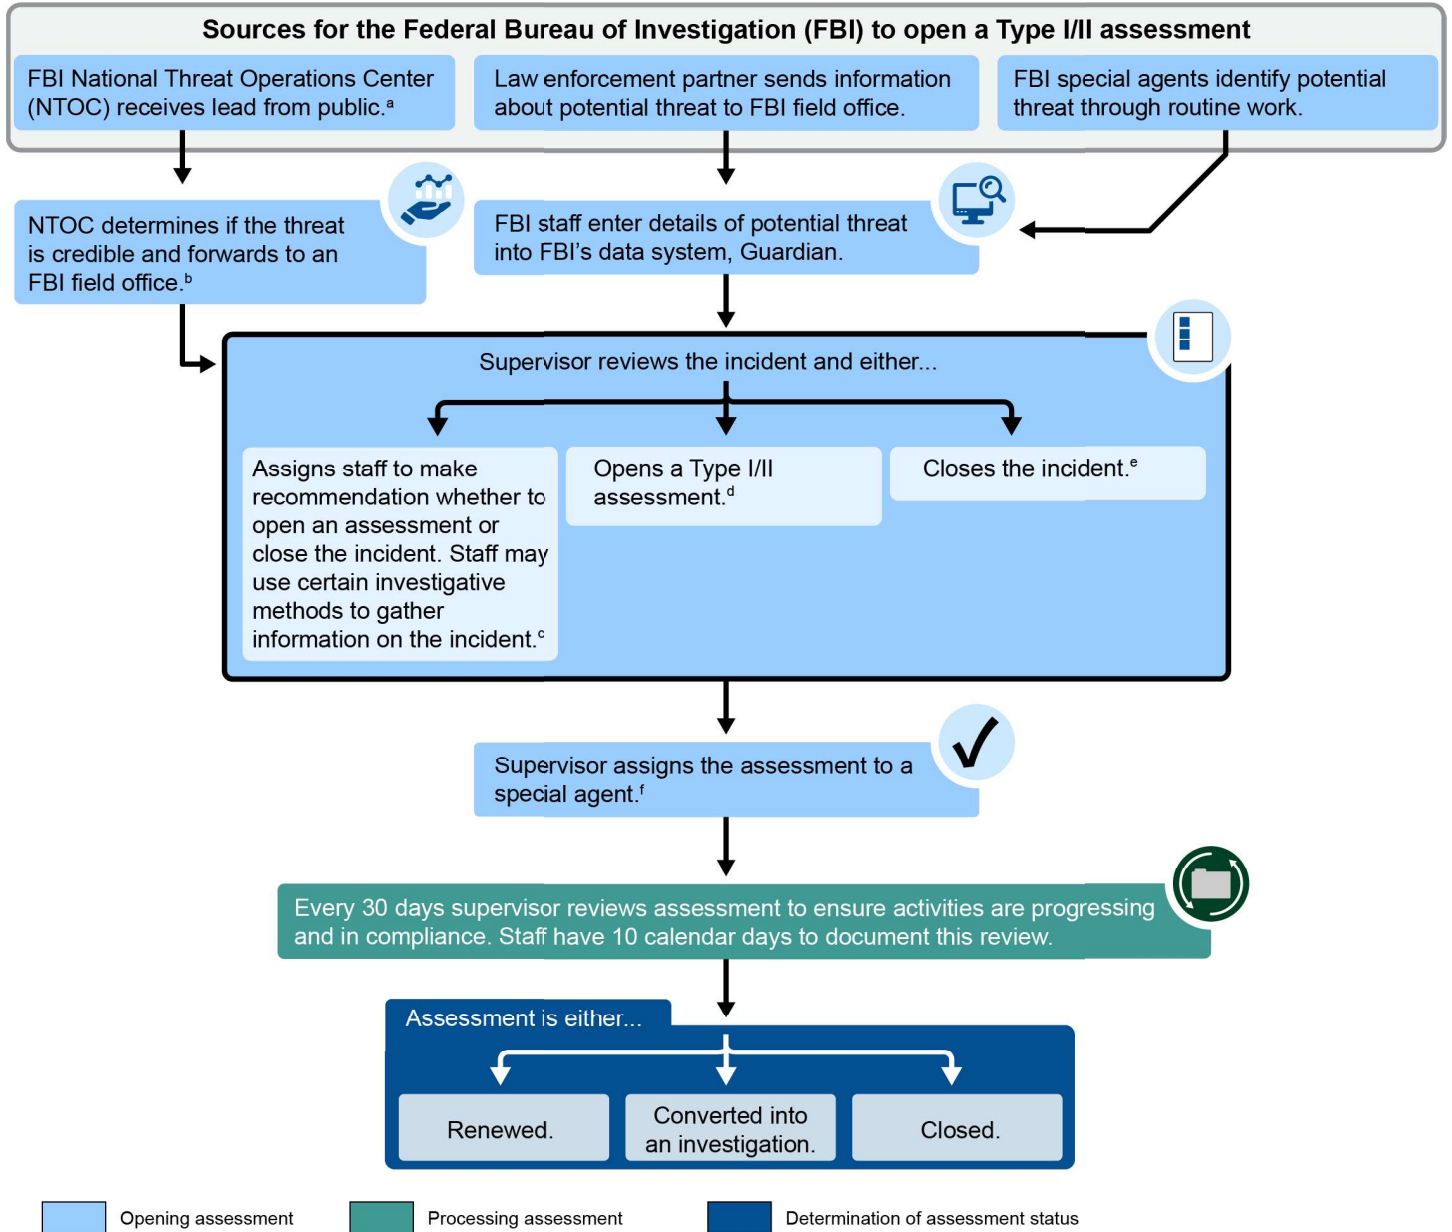 Sources for the Federal Bureau of Investigation (FBI) to open a Type I/II assessment
FBI National Threat Operations Center
(NTOC) receives lead from public.ᵃ
Law enforcement partner sends information
about potential threat to FBI field office.
FBI special agents identify potential
threat through routine work.
NTOC determines if the threat
is credible and forwards to an
FBI field office.ᵇ
FBI staff enter details of potential threat
into FBI’s data system, Guardian.
Supervisor reviews the incident and either...
Assigns staff to make
recommendation whether to
open an assessment or
close the incident. Staff may
use certain investigative
methods to gather
information on the incident.ᶜ
Opens a Type I/II
assessment.ᵈ
Closes the incident.ᵉ
Supervisor assigns the assessment to a
special agent.ᶠ
Every 30 days supervisor reviews assessment to ensure activities are progressing
and in compliance. Staff have 10 calendar days to document this review.
Assessment is either...
Renewed.
Converted into
an investigation.
Closed.
Opening assessment
Processing assessment
Determination of assessment status